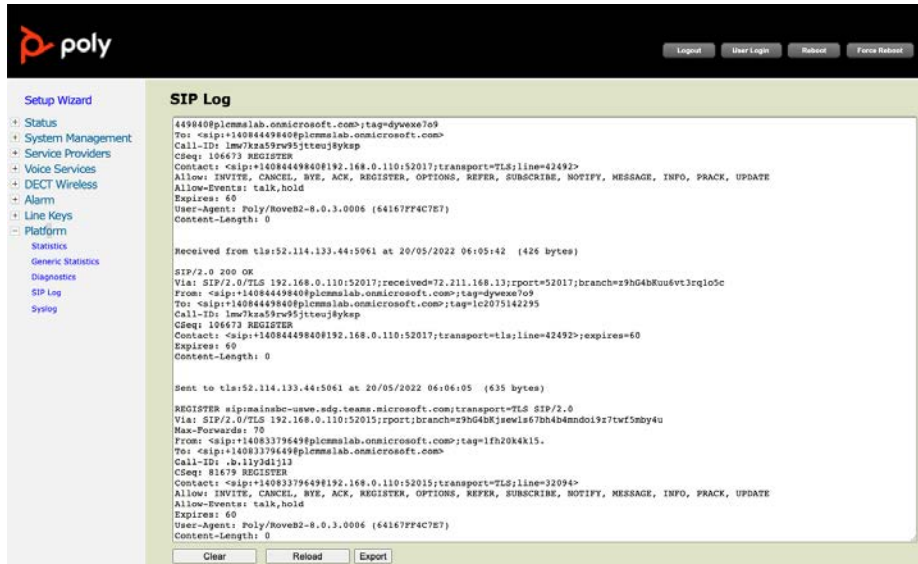 poly
Logout User Login Reboot Force Reboot
Setup Wizard
Status
System Management
Service Providers
Voice Services
DECT Wireless
Alarm
Line Keys
Platform
Statistics
Generic Statistics
Diagnostics
SIP Log
Syslog
SIP Log
449840@plcmmslab.onmicrosoft.com>;tag=dywexe7o9
To: <sip:+14084449840@plcmmslab.onmicrosoft.com>
Call-ID: lmw7kza59rw95jtteuj8yksp
CSeq: 106673 REGISTER
Contact: <sip:+14084449840@192.168.0.110:52017;transport=TLS;line=42492>
Allow: INVITE, CANCEL, BYE, ACK, REGISTER, OPTIONS, REFER, SUBSCRIBE, NOTIFY, MESSAGE, INFO, PRACK, UPDATE
Allow-Events: talk,hold
Expires: 60
User-Agent: Poly/RoveB2-8.0.3.0006 (64167FF4C7E7)
Content-Length: 0
Received from tls:52.114.133.44:5061 at 20/05/2022 06:05:42 (426 bytes)
SIP/2.0 200 OK
Via: SIP/2.0/TLS 192.168.0.110:52017;received=72.211.168.13;rport=52017;branch=z9hG4bKuu6vt3rqlo5c
From: <sip:+14084449840@plcmmslab.onmicrosoft.com>;tag=dywexe7o9
To: <sip:+14084449840@plcmmslab.onmicrosoft.com>;tag=1c2075142295
Call-ID: lmw7kza59rw95jtteuj8yksp
CSeq: 106673 REGISTER
Contact: <sip:+14084449840@192.168.0.110:52017;transport=tls;line=42492>;expires=60
Expires: 60
Content-Length: 0
Sent to tls:52.114.133.44:5061 at 20/05/2022 06:06:05 (635 bytes)
REGISTER sip:mainsbc-uswe.sdg.teams.microsoft.com;transport=TLS SIP/2.0
Via: SIP/2.0/TLS 192.168.0.110:52015;rport;branch=z9hG4bKjsewls67bh4b4mndoi9z7twf5mby4u
Max-Forwards: 70
From: <sip:+14083379649@plcmmslab.onmicrosoft.com>;tag=lfh20k4k15.
To: <sip:+14083379649@plcmmslab.onmicrosoft.com>
Call-ID: .b.lly3dlj13
CSeq: 81679 REGISTER
Contact: <sip:+14083379649@192.168.0.110:52015;transport=TLS;line=32094>
Allow: INVITE, CANCEL, BYE, ACK, REGISTER, OPTIONS, REFER, SUBSCRIBE, NOTIFY, MESSAGE, INFO, PRACK, UPDATE
Allow-Events: talk,hold
Expires: 60
User-Agent: Poly/RoveB2-8.0.3.0006 (64167FF4C7E7)
Content-Length: 0
Clear Reload Export